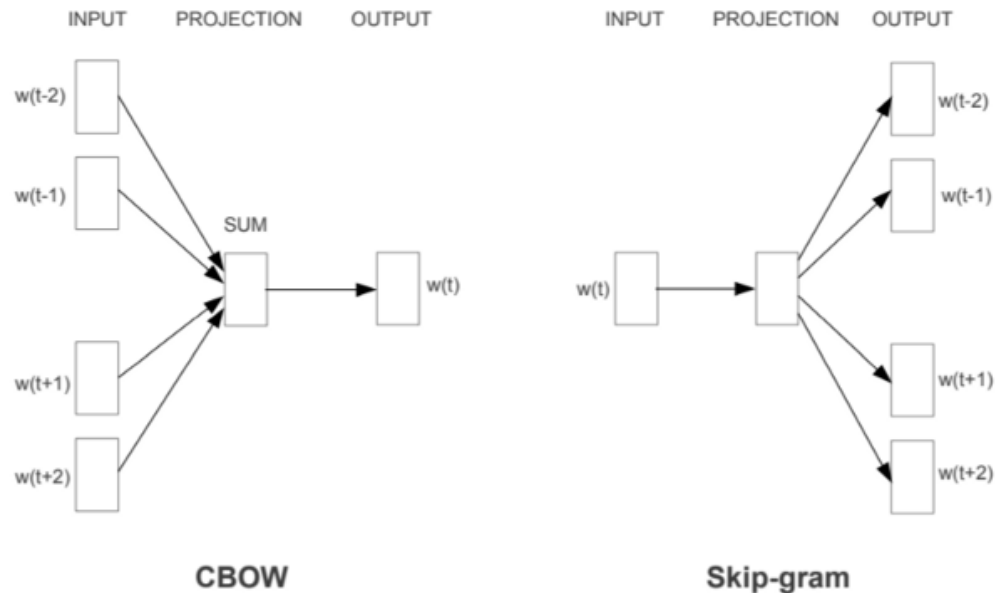 INPUT PROJECTION OUTPUT
w(t-2)
w(t-1)
SUM
w(t)
w(t+1)
w(t+2)
CBOW
INPUT PROJECTION OUTPUT
w(t-2)
w(t-1)
w(t)
w(t+1)
w(t+2)
Skip-gram